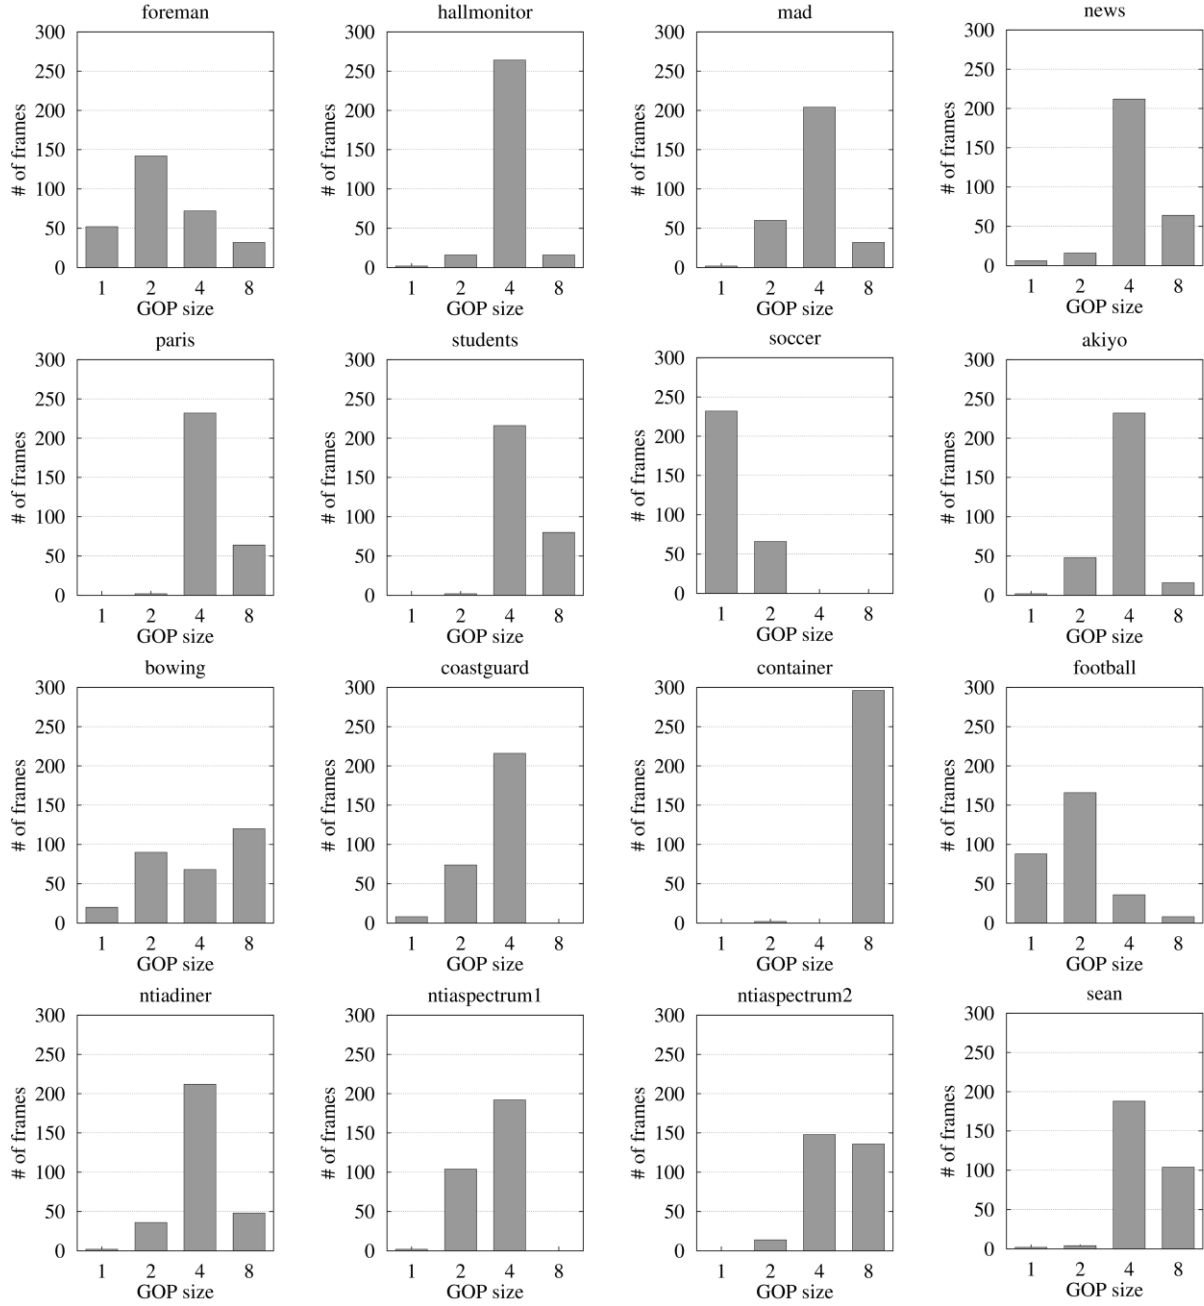 foreman hallmonitor mad news
300 300 300 300
250 250 250 250
200 200 200 200
150 150 150 150
100 100 100 100
50 50 50 50
0 0 0 0
# of frames # of frames # of frames # of frames
1 2 4 8 1 2 4 8 1 2 4 8 1 2 4 8
GOP size GOP size GOP size GOP size
paris students soccer akiyo
300 300 300 300
250 250 250 250
200 200 200 200
150 150 150 150
100 100 100 100
50 50 50 50
0 0 0 0
# of frames # of frames # of frames # of frames
1 2 4 8 1 2 4 8 1 2 4 8 1 2 4 8
GOP size GOP size GOP size GOP size
bowing coastguard container football
300 300 300 300
250 250 250 250
200 200 200 200
150 150 150 150
100 100 100 100
50 50 50 50
0 0 0 0
# of frames # of frames # of frames # of frames
1 2 4 8 1 2 4 8 1 2 4 8 1 2 4 8
GOP size GOP size GOP size GOP size
ntiadiner ntiaspectrum1 ntiaspectrum2 sean
300 300 300 300
250 250 250 250
200 200 200 200
150 150 150 150
100 100 100 100
50 50 50 50
0 0 0 0
# of frames # of frames # of frames # of frames
1 2 4 8 1 2 4 8 1 2 4 8 1 2 4 8
GOP size GOP size GOP size GOP size